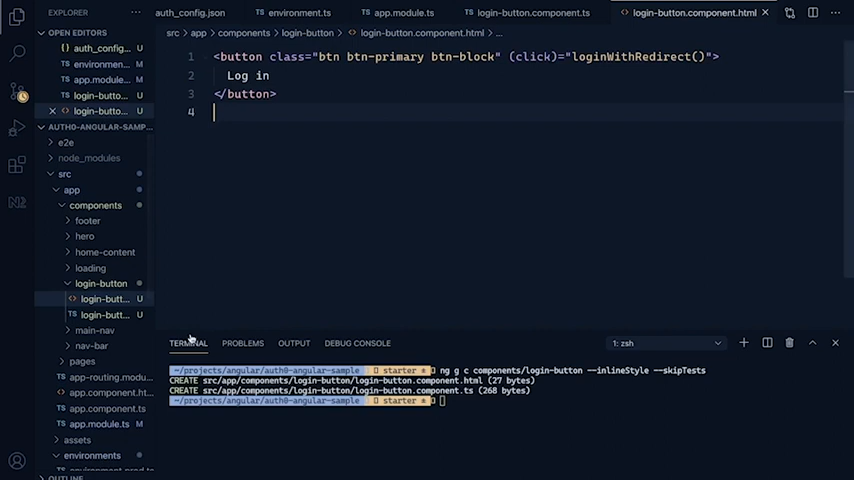 EXPLORER ...
auth_config.json environment.ts app.module.ts login-button.component.ts login-button.component.html
OPEN EDITORS
auth_config... U
environmen... U
app.module... U
login-butto... U
login-butto... U
src > app > components > login-button > login-button.component.html > ...
1 <button class="btn btn-primary btn-block" (click)="loginWithRedirect()">
2 Log in
3 </button>
4
AUTH0-ANGULAR-SAMP...
e2e
node_modules
src
app
components
footer
hero
home-content
loading
login-button
login-butt... U
login-butt... U
main-nav
nav-bar
pages
app-routing.modu...
app.component.ht...
app.component.ts
app.module.ts M
assets
environments
environment.prod.ts
OUTLINE
TERMINAL PROBLEMS OUTPUT DEBUG CONSOLE 1: zsh
~/projects/angular/auth0-angular-sample starter ± ng g c components/login-button --inlineStyle --skipTests
CREATE src/app/components/login-button/login-button.component.html (27 bytes)
CREATE src/app/components/login-button/login-button.component.ts (268 bytes)
~/projects/angular/auth0-angular-sample starter ±